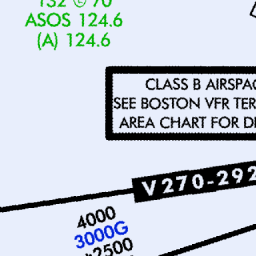 132 © 70
ASOS 124.6
(A) 124.6
CLASS B AIRSPAC
SEE BOSTON VFR TER
AREA CHART FOR DE
V270-292
4000
3000G
*2500